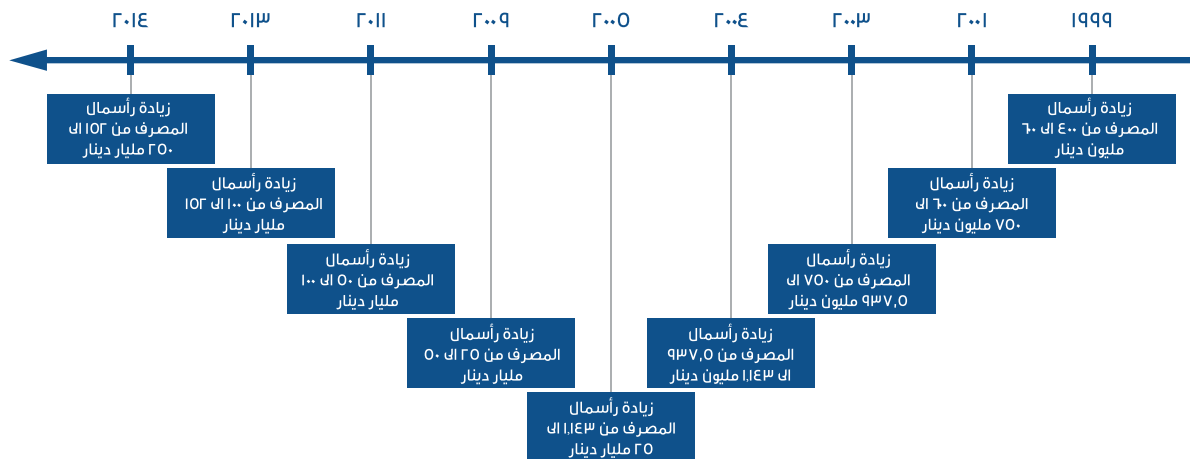 ١٩٩٩
٢٠٠١
٢٠٠٣
٢٠٠٤
٢٠٠٥
٢٠٠٩
٢٠١١
٢٠١٣
٢٠١٤
زيادة رأسمال
المصرف من ٤٠٠ الى ٦٠٠
مليون دينار
زيادة رأسمال
المصرف من ٦٠٠ الى
٧٥٠ مليون دينار
زيادة رأسمال
المصرف من ٧٥٠ الى
٩٣٧,٥ مليون دينار
زيادة رأسمال
المصرف من ٩٣٧,٥
الى ١,١٤٣ مليون دينار
زيادة رأسمال
المصرف من ١,١٤٣ الى
٢٥ مليار دينار
زيادة رأسمال
المصرف من ٢٥ الى ٥٠
مليار دينار
زيادة رأسمال
المصرف من ٥٠ الى ١٠٠
مليار دينار
زيادة رأسمال
المصرف من ١٠٠ الى ١٥٢
مليار دينار
زيادة رأسمال
المصرف من ١٥٢ الى
٢٥٠ مليار دينار